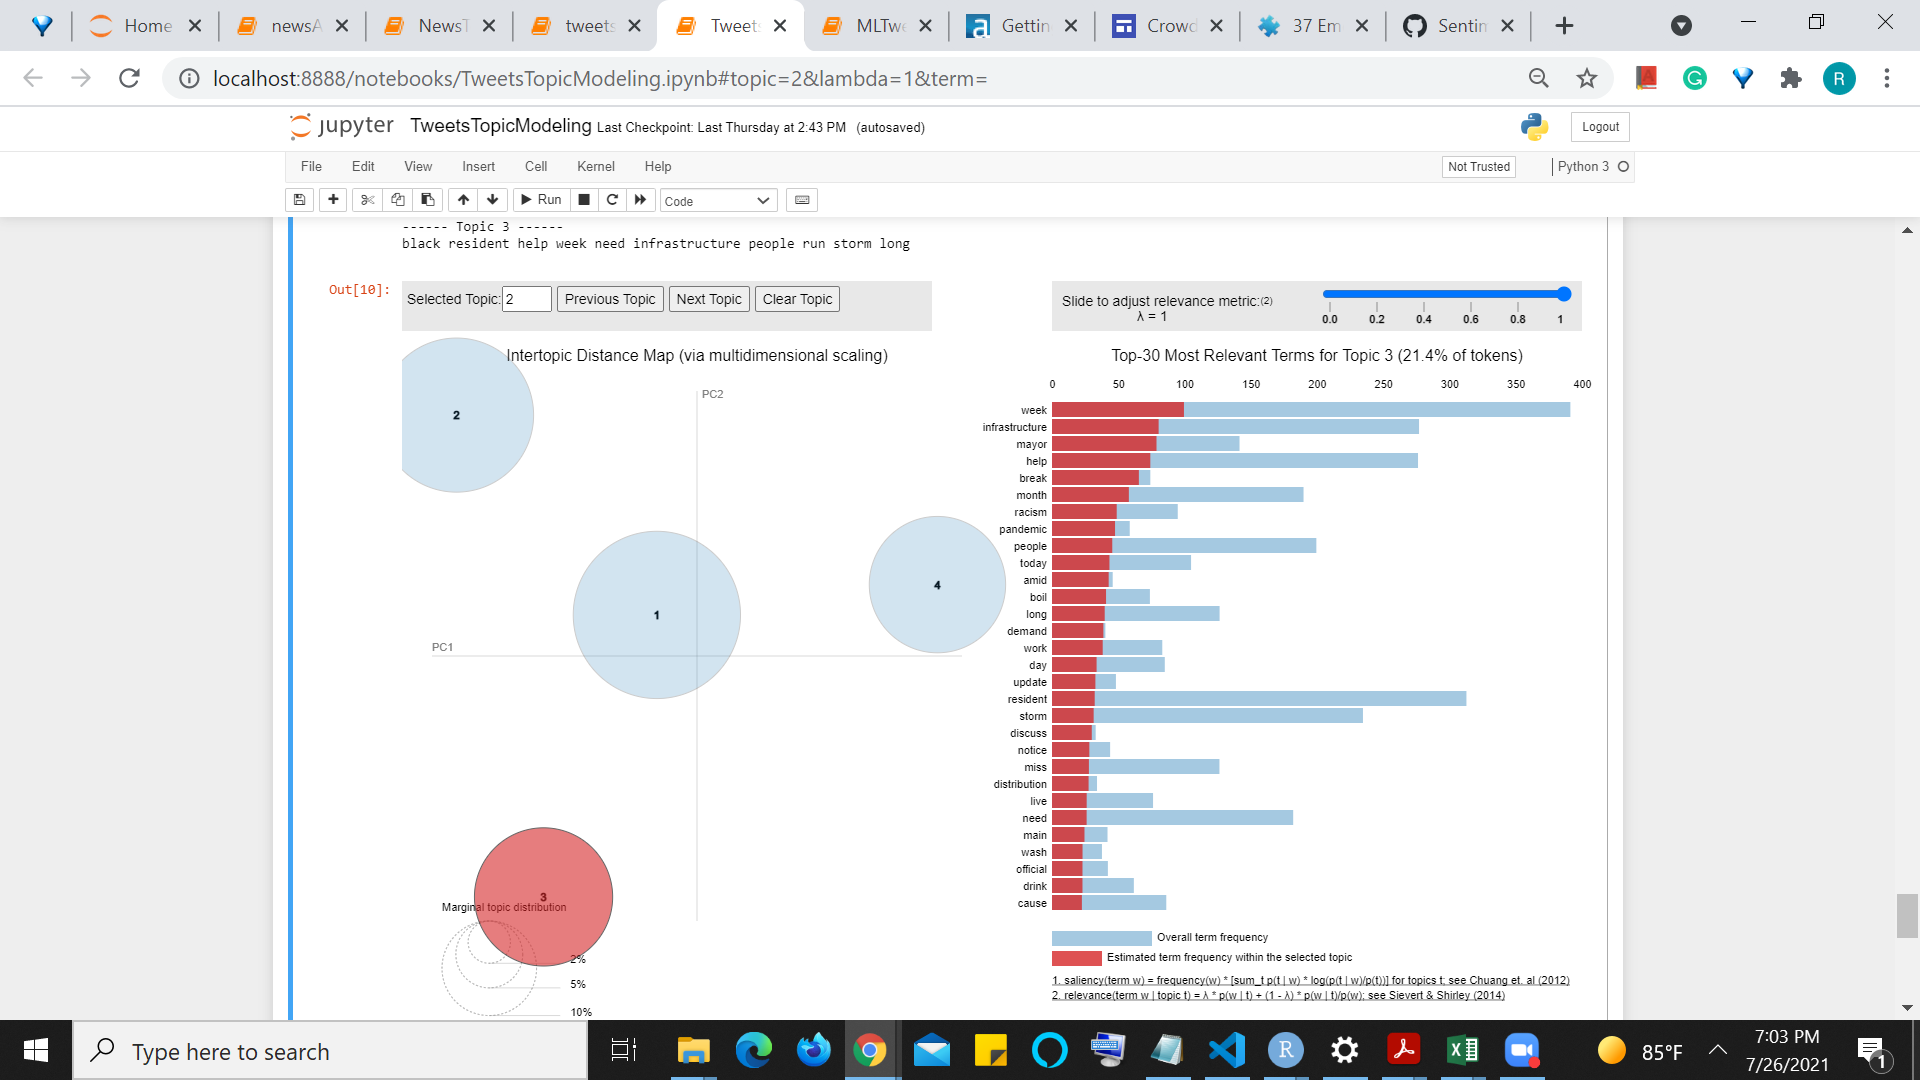 Home
newsA
NewsT
tweets
Tweets
MLTwe
Gettin
Crowd
37 Em
Sentin
localhost:8888/notebooks/TweetsTopicModeling.ipynb#topic=2&lambda=1&term=
R
jupyter TweetsTopicModeling Last Checkpoint: Last Thursday at 2:43 PM (autosaved)
Logout
File Edit View Insert Cell Kernel Help
Not Trusted
Python 3
Run
Code
------ Topic 3 ------
black resident help week need infrastructure people run storm long
Out[10]:
Selected Topic: 2 Previous Topic Next Topic Clear Topic
Slide to adjust relevance metric:(2)
λ = 1
0.0 0.2 0.4 0.6 0.8 1
Intertopic Distance Map (via multidimensional scaling)
PC2
2
1
4
PC1
3
Marginal topic distribution
2%
5%
10%
Top-30 Most Relevant Terms for Topic 3 (21.4% of tokens)
0 50 100 150 200 250 300 350 400
week
infrastructure
mayor
help
break
month
racism
pandemic
people
today
amid
boil
long
demand
work
day
update
resident
storm
discuss
notice
miss
distribution
live
need
main
wash
official
drink
cause
Overall term frequency
Estimated term frequency within the selected topic
1. saliency(term w) = frequency(w) * [sum_t p(t | w) * log(p(t | w)/p(t))] for topics t; see Chuang et. al (2012)
2. relevance(term w | topic t) = λ * p(w | t) + (1 - λ) * p(w | t)/p(w); see Sievert & Shirley (2014)
Type here to search
R
85°F
7:03 PM
7/26/2021
1